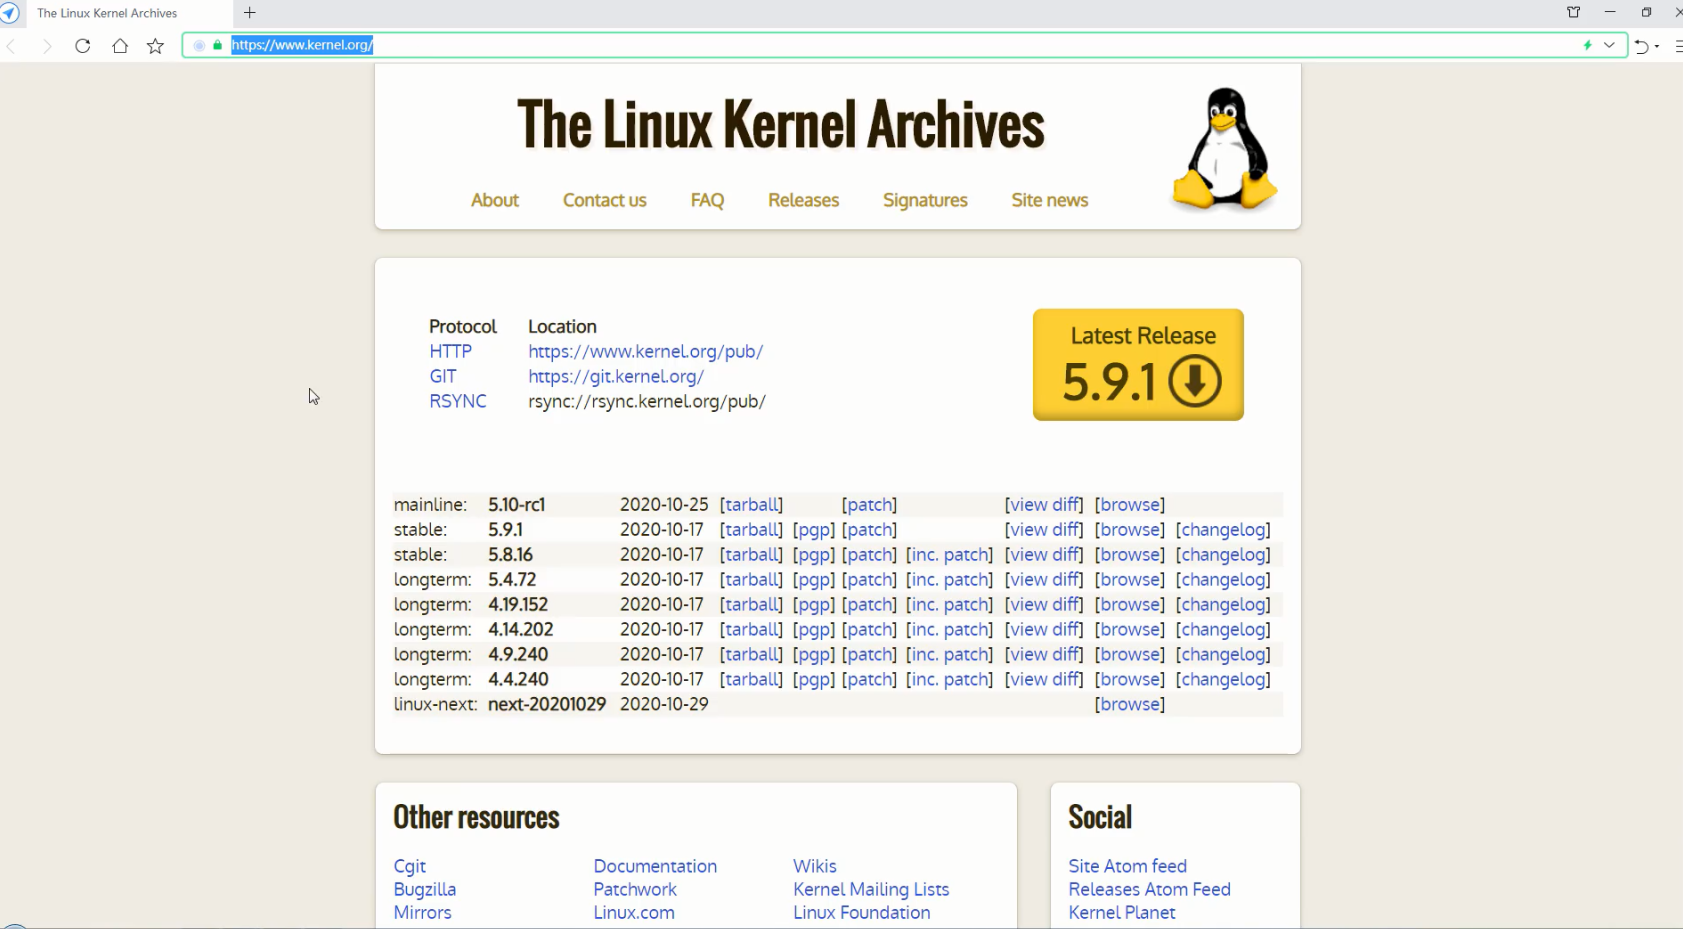 The Linux Kernel Archives
https://www.kernel.org/
The Linux Kernel Archives
About Contact us FAQ Releases Signatures Site news
Protocol Location
HTTP https://www.kernel.org/pub/
GIT https://git.kernel.org/
RSYNC rsync://rsync.kernel.org/pub/
Latest Release
5.9.1
mainline: 5.10-rc1 2020-10-25 [tarball] [patch] [view diff] [browse]
stable: 5.9.1 2020-10-17 [tarball] [pgp] [patch] [view diff] [browse] [changelog]
stable: 5.8.16 2020-10-17 [tarball] [pgp] [patch] [inc. patch] [view diff] [browse] [changelog]
longterm: 5.4.72 2020-10-17 [tarball] [pgp] [patch] [inc. patch] [view diff] [browse] [changelog]
longterm: 4.19.152 2020-10-17 [tarball] [pgp] [patch] [inc. patch] [view diff] [browse] [changelog]
longterm: 4.14.202 2020-10-17 [tarball] [pgp] [patch] [inc. patch] [view diff] [browse] [changelog]
longterm: 4.9.240 2020-10-17 [tarball] [pgp] [patch] [inc. patch] [view diff] [browse] [changelog]
longterm: 4.4.240 2020-10-17 [tarball] [pgp] [patch] [inc. patch] [view diff] [browse] [changelog]
linux-next: next-20201029 2020-10-29 [browse]
Other resources
Cgit Documentation Wikis
Bugzilla Patchwork Kernel Mailing Lists
Mirrors Linux.com Linux Foundation
Social
Site Atom feed
Releases Atom Feed
Kernel Planet